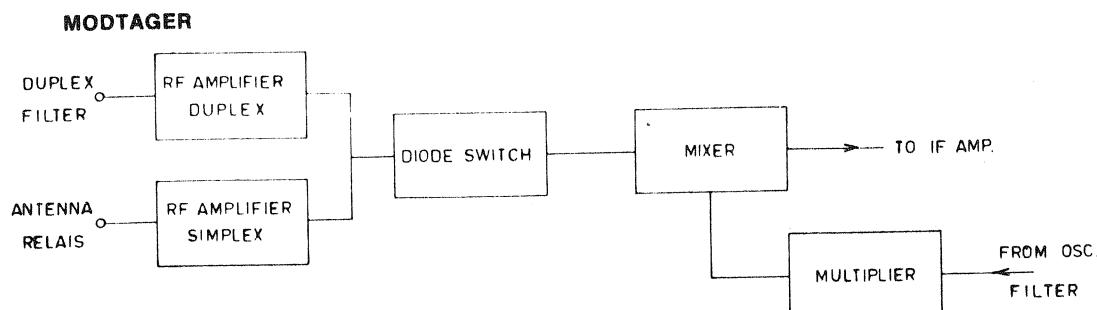 MODTAGER
DUPLEX
FILTER
RF AMPLIFIER
DUPLEX
ANTENNA
RELAIS
RF AMPLIFIER
SIMPLEX
DIODE SWITCH
MIXER
TO IF AMP.
MULTIPLIER
FROM OSC.
FILTER